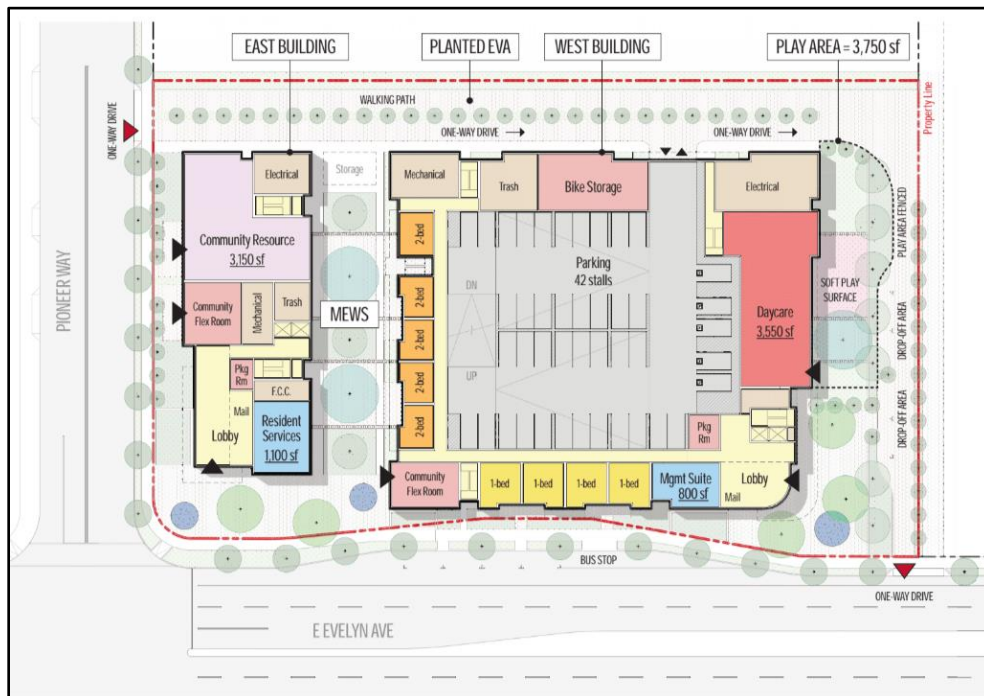 EAST BUILDING
PLANTED EVA
WEST BUILDING
PLAY AREA = 3,750 sf
WALKING PATH
ONE-WAY DRIVE
ONE-WAY DRIVE
ONE-WAY DRIVE
Property Line
Electrical
Storage
Mechanical
Trash
Bike Storage
Electrical
Community Resource
3,150 sf
2-bed
Parking
42 stalls
PLAY AREA FENCED
SOFT PLAY
SURFACE
PIONEER WAY
Community
Flex Room
Mechanical
Trash
MEWS
2-bed
2-bed
2-bed
2-bed
DN
UP
Daycare
3,550 sf
DROP-OFF AREA
DROP-OFF AREA
Pkg
Rm
F.C.C.
Mail
Lobby
Resident
Services
1,100 sf
Pkg
Rm
Community
Flex Room
1-bed
1-bed
1-bed
1-bed
Mgmt Suite
800 sf
Lobby
Mail
BUS STOP
ONE-WAY DRIVE
E EVELYN AVE